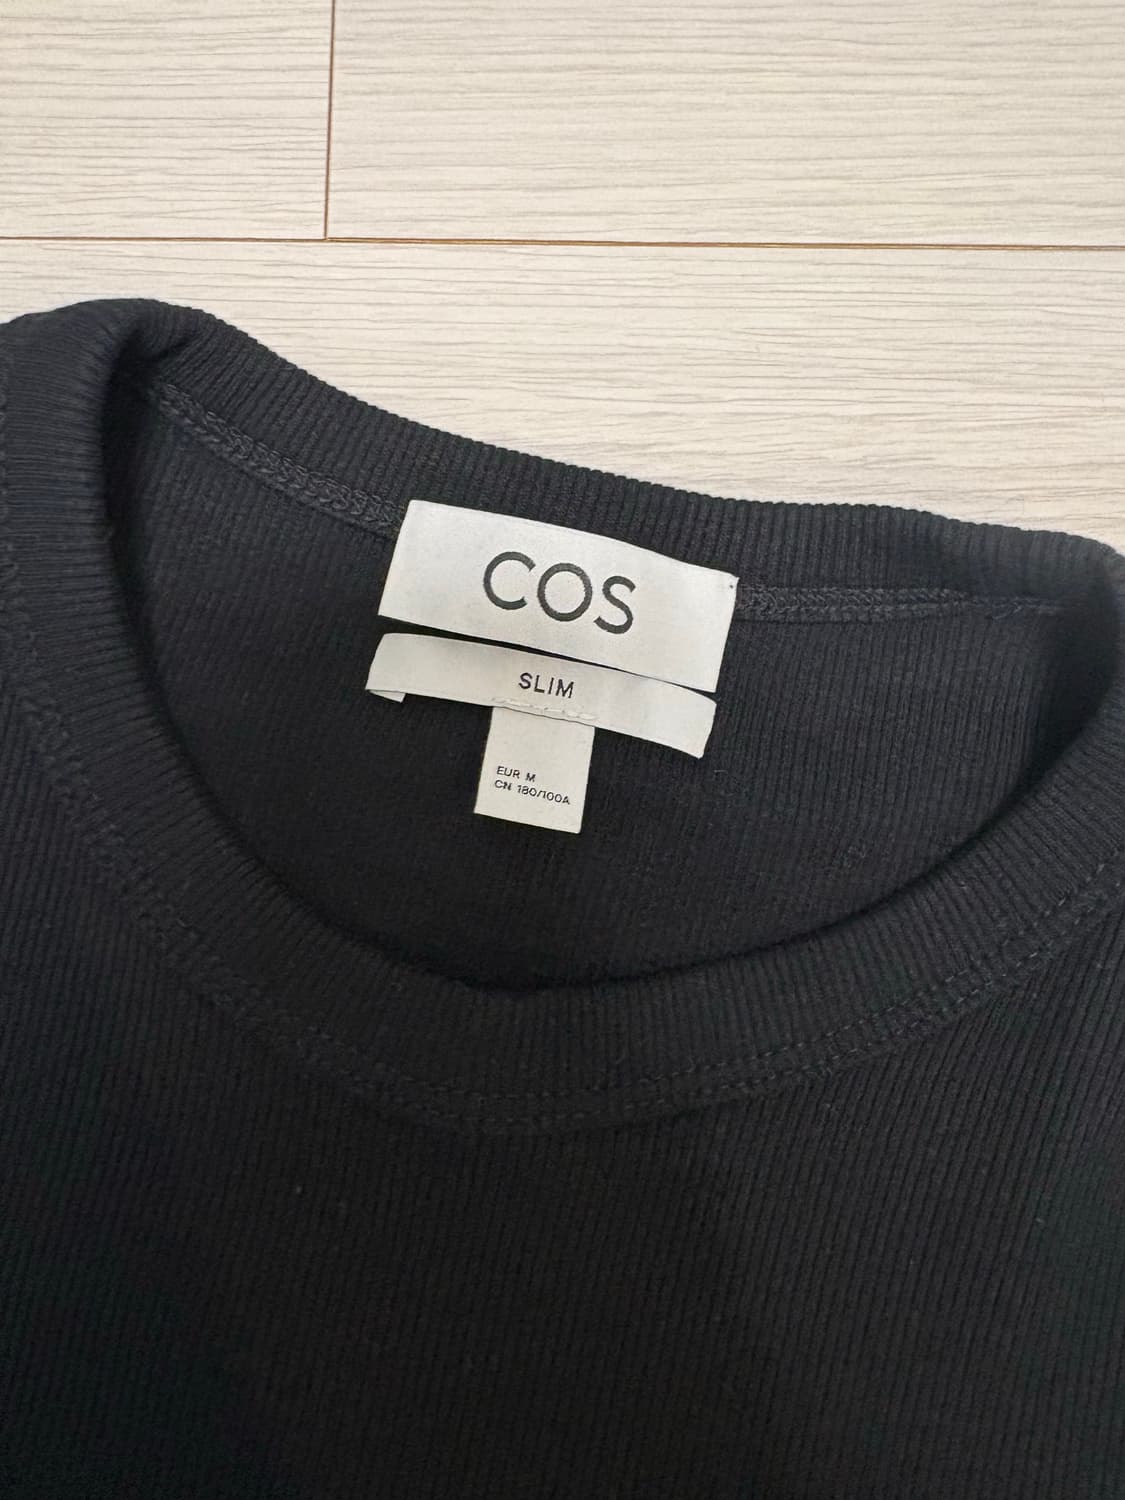 COS
SLIM
EUR M
CN 180/100A